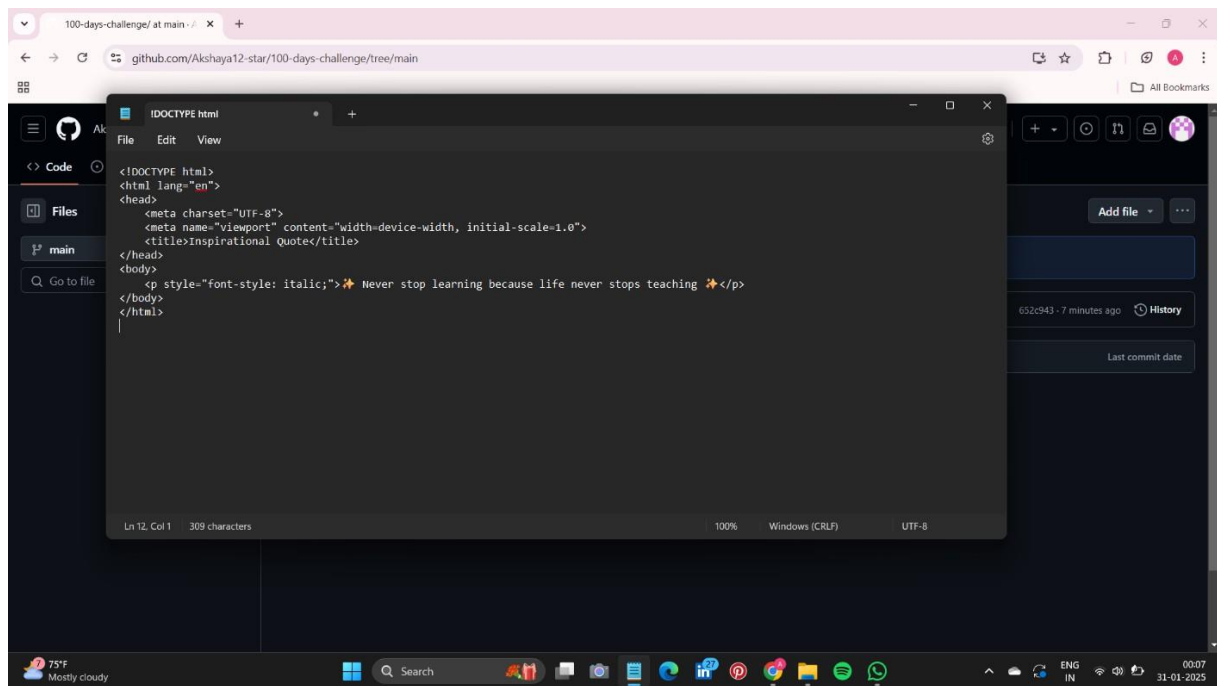 100-days-challenge/ at main · A
github.com/Akshaya12-star/100-days-challenge/tree/main
All Bookmarks
!DOCTYPE html
File Edit View
Ak
<> Code
Files
Add file
main
Go to file
<!DOCTYPE html>
<html lang="en">
<head>
<meta charset="UTF-8">
<meta name="viewport" content="width=device-width, initial-scale=1.0">
<title>Inspirational Quote</title>
</head>
<body>
<p style="font-style: italic;">✨ Never stop learning because life never stops teaching ✨</p>
</body>
</html>
652c943 · 7 minutes ago History
Last commit date
Ln 12, Col 1 309 characters 100% Windows (CRLF) UTF-8
7
75°F
Mostly cloudy
Search
in 27
ENG
IN
00:07
31-01-2025